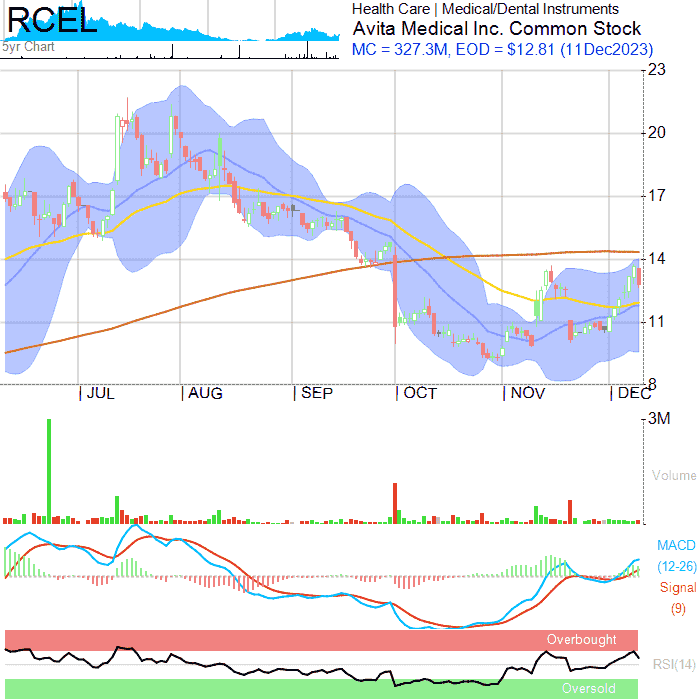 RCEL
5yr Chart
Health Care | Medical/Dental Instruments
Avita Medical Inc. Common Stock
MC = 327.3M, EOD = $12.81 (11Dec2023)
23
20
17
14
11
8
JUL AUG SEP OCT NOV DEC
3M
Volume
MACD
(12-26)
Signal
(9)
Overbought
RSI(14)
Oversold